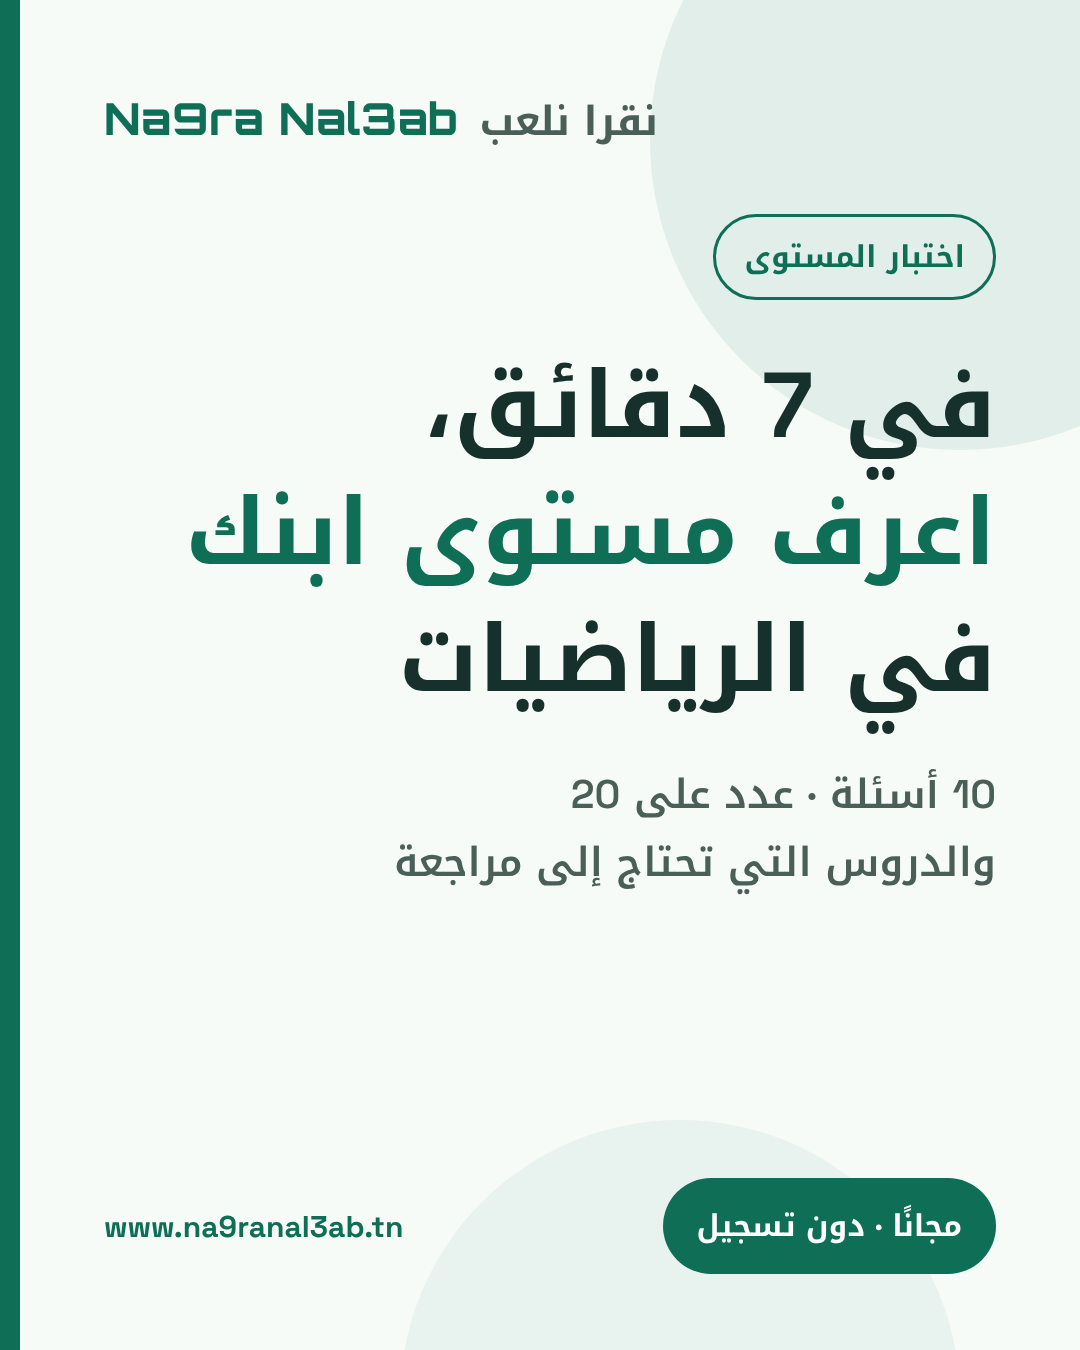 Na9ra Nal3ab نقرا نلعب
اختبار المستوى
في 7 دقائق،
اعرف مستوى ابنك
في الرياضيات
10 أسئلة · عدد على 20
والدروس التي تحتاج إلى مراجعة
مجانًا · دون تسجيل
www.na9ranal3ab.tn